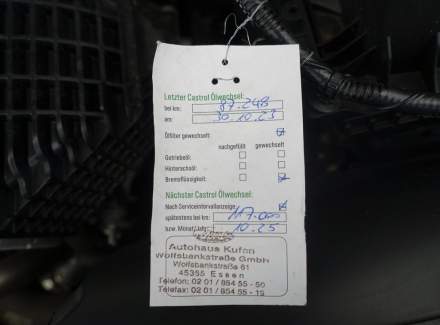 Letzter Castrol Ölwechsel:
bei km: 87.248
am: 30.10.23
Ölfilter gewechselt:
nachgefüllt gewechselt
Getriebeöl:
Hinterachsöl:
Bremsflüssigkeit:
Nächster Castrol Ölwechsel:
Nach Serviceintervallanzeige
spätestens bei km: 117.000
bzw. Monat/Jahr: 10.25
Autohaus Kufen
Wolfsbankstraße GmbH
Wolfsbankstraße 61
45355 Essen
Telefon: 02 01 / 854 55 - 50
Telefax: 02 01 / 854 55 - 15